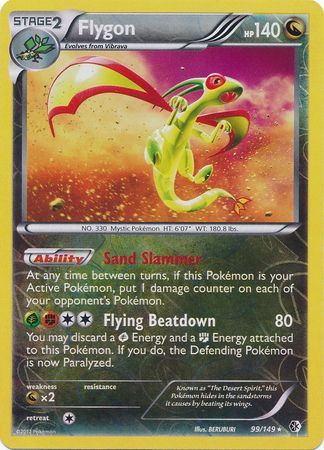 STAGE2
Flygon
HP140
Evolves from Vibrava
NO. 330 Mystic Pokémon HT: 6'07" WT: 180.8 lbs.
Ability Sand Slammer
At any time between turns, if this Pokémon is your
Active Pokémon, put 1 damage counter on each of
your opponent's Pokémon.
Flying Beatdown 80
You may discard a Energy and a Energy attached
to this Pokémon. If you do, the Defending Pokémon
is now Paralyzed.
weakness
resistance
×2
retreat
Known as "The Desert Spirit," this
Pokémon hides in the sandstorms
it causes by beating its wings.
©2012 Pokémon
Illus. BERUBURI
99/149 ★